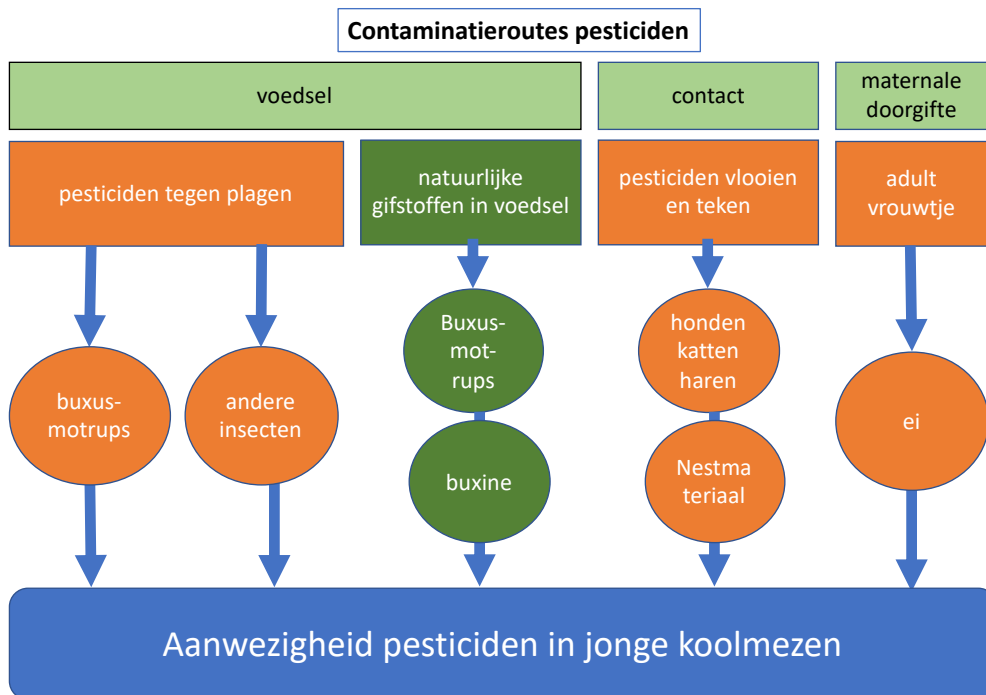 Contaminatieroutes pesticiden
voedsel
contact
maternale
doorgifte
pesticiden tegen plagen
natuurlijke
gifstoffen in voedsel
pesticiden vlooien
en teken
adult
vrouwtje
buxus-
motrups
andere
insecten
Buxus-
mot-
rups
buxine
honden
katten
haren
Nestma
teriaal
ei
Aanwezigheid pesticiden in jonge koolmezen